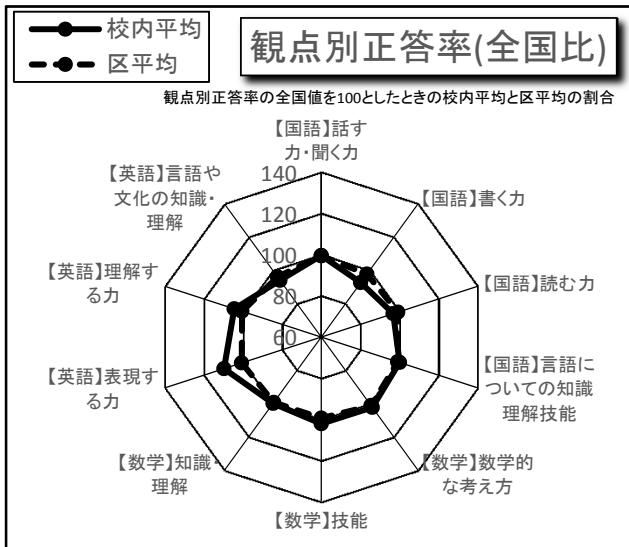 校内平均
区平均
観点別正答率(全国比)
観点別正答率の全国値を100としたときの校内平均と区平均の割合
【国語】話す
力・聞く力
【国語】書く力
【国語】読む力
【国語】言語に
ついての知識
理解技能
【数学】数学的
な考え方
【数学】技能
【数学】知識・
理解
【英語】表現す
る力
【英語】理解す
る力
【英語】言語や
文化の知識・
理解
140
120
100
80
60